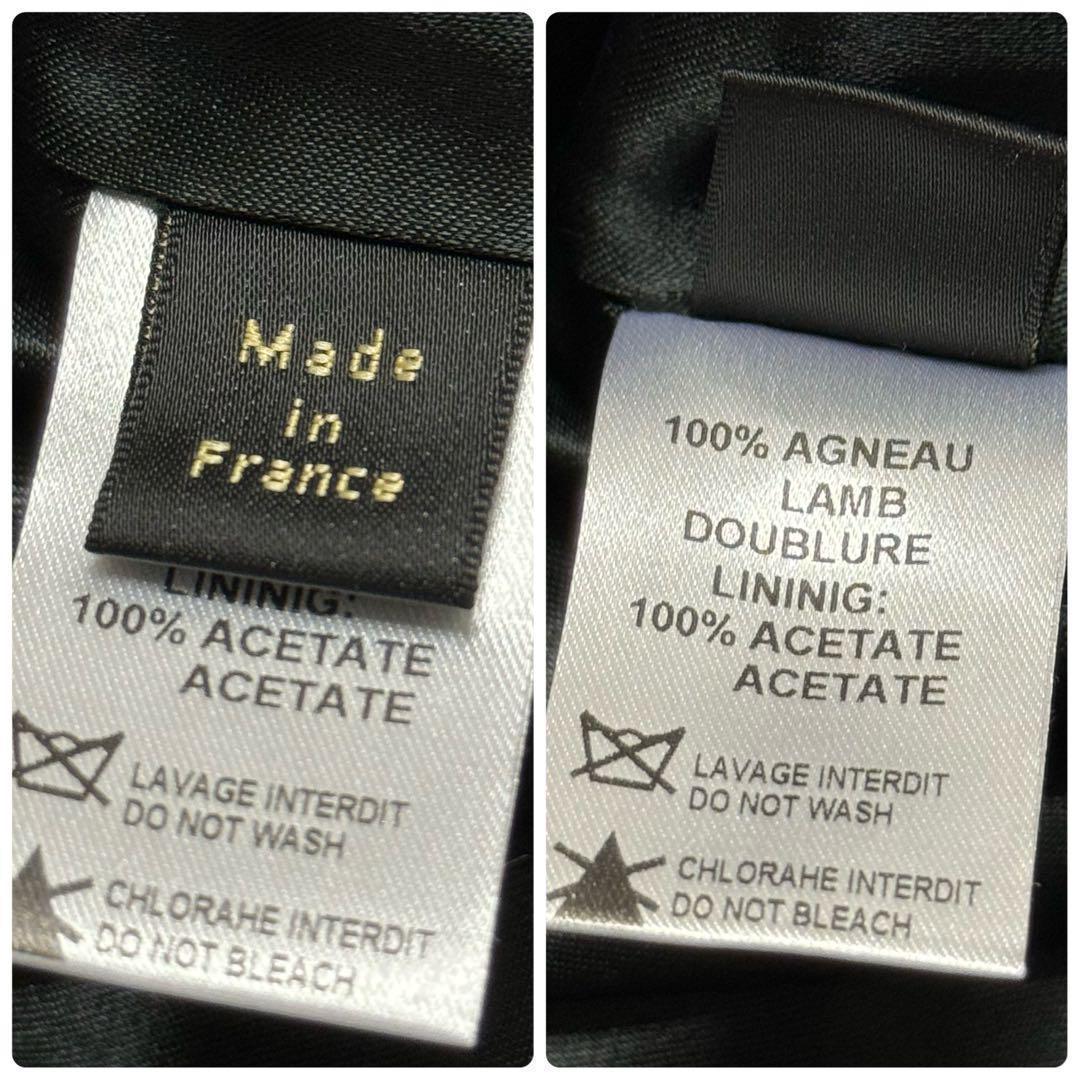 Made
in
France
LININIG:
100% ACETATE
ACETATE
LAVAGE INTERDIT
DO NOT WASH
CHLORAHE INTERDIT
DO NOT BLEACH
100% AGNEAU
LAMB
DOUBLURE
LININIG:
100% ACETATE
ACETATE
LAVAGE INTERDIT
DO NOT WASH
CHLORAHE INTERDIT
DO NOT BLEACH